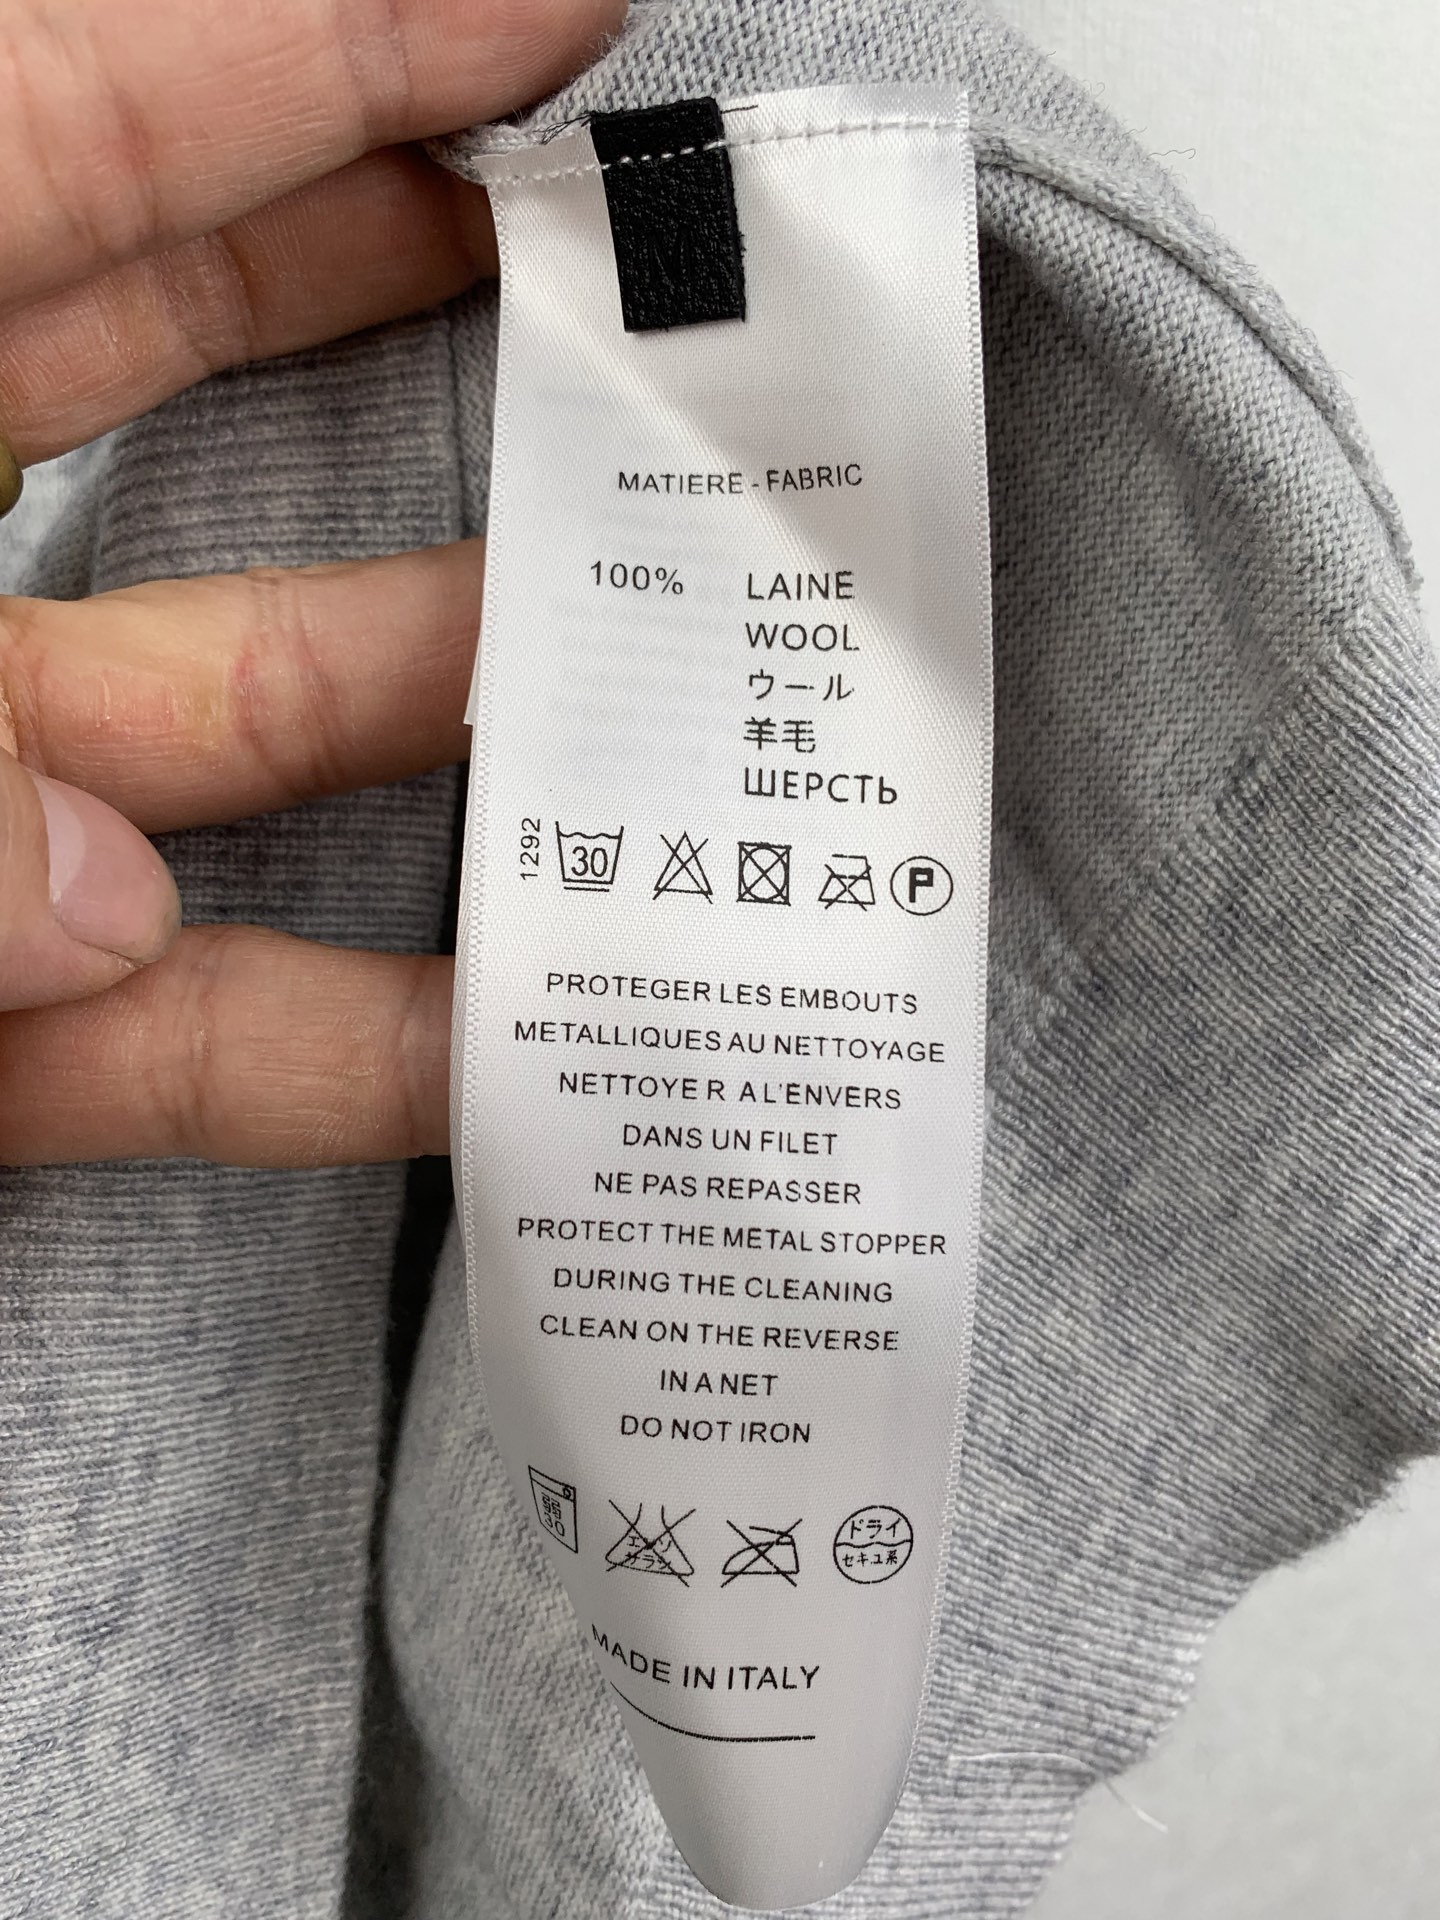 MATIERE - FABRIC
100% LAINE
WOOL
ウール
羊毛
ШЕРСТЬ
1292 30 P
PROTEGER LES EMBOUTS
METALLIQUES AU NETTOYAGE
NETTOYER A L'ENVERS
DANS UN FILET
NE PAS REPASSER
PROTECT THE METAL STOPPER
DURING THE CLEANING
CLEAN ON THE REVERSE
IN A NET
DO NOT IRON
ドライ
セキユ系
MADE IN ITALY